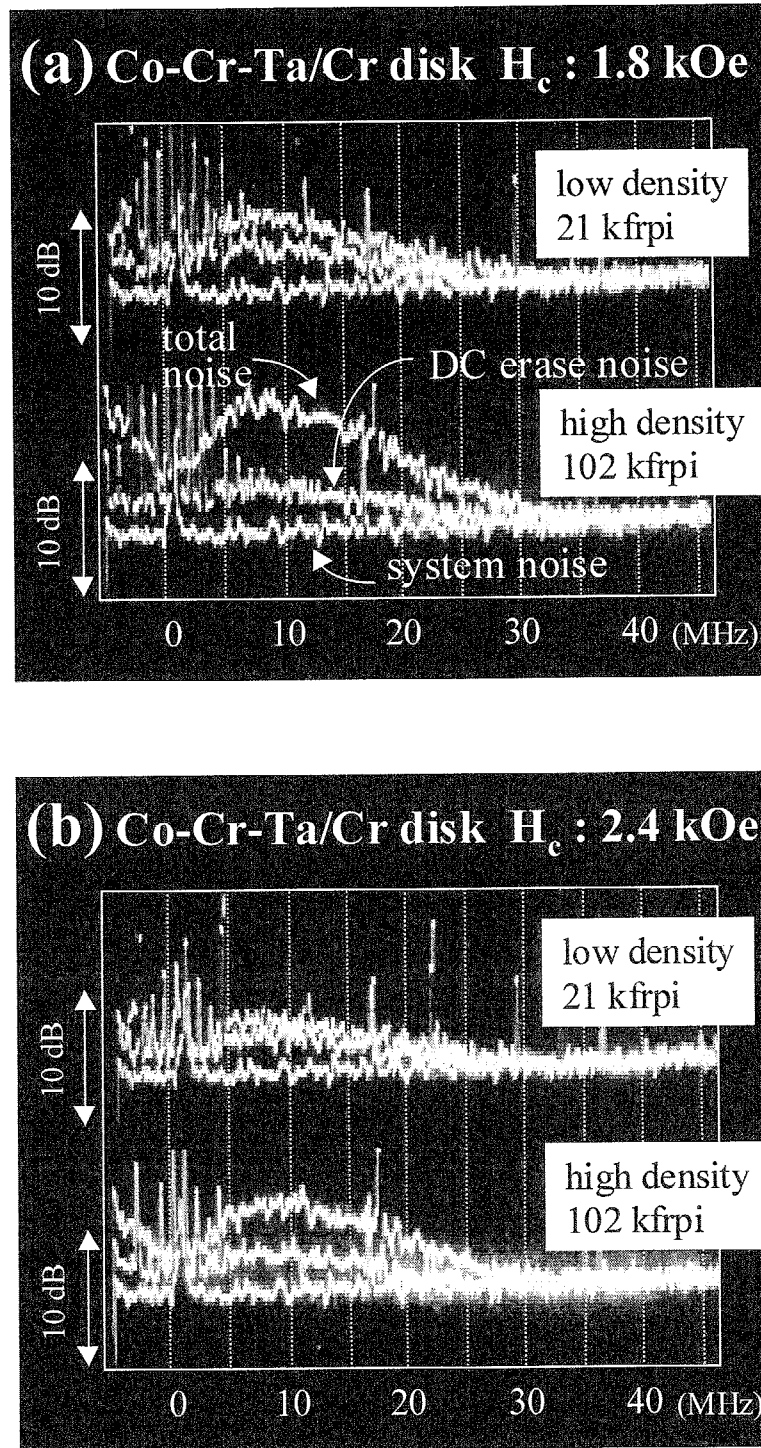 (a) Co-Cr-Ta/Cr disk Hc : 1.8 kOe
low density
21 kfrpi
10 dB
total
noise
DC erase noise
high density
102 kfrpi
10 dB
system noise
0 10 20 30 40 (MHz)
(b) Co-Cr-Ta/Cr disk Hc : 2.4 kOe
low density
21 kfrpi
10 dB
high density
102 kfrpi
10 dB
0 10 20 30 40 (MHz)